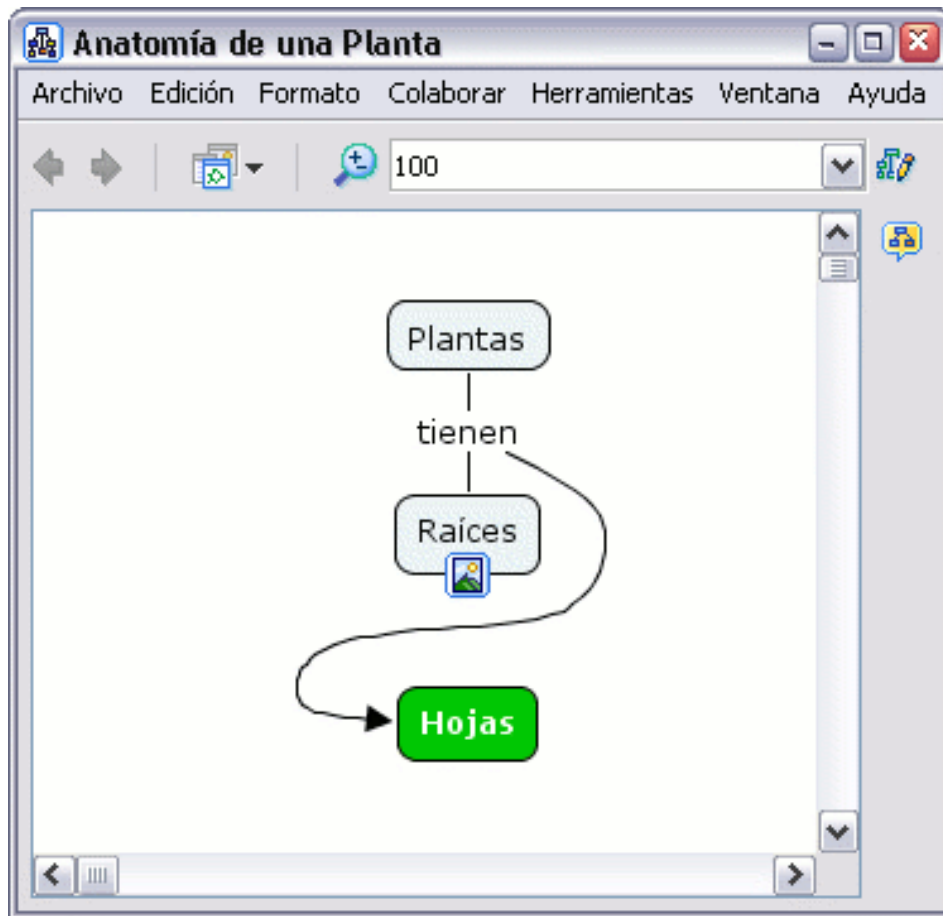 Anatomía de una Planta
Archivo Edición Formato Colaborar Herramientas Ventana Ayuda
100
Plantas
tienen
Raíces
Hojas